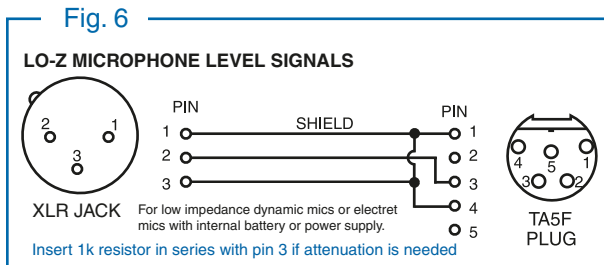 Fig. 6
LO-Z MICROPHONE LEVEL SIGNALS
PIN
PIN
1
SHIELD
1
2
2
3
3
4
5
2
1
3
XLR JACK
For low impedance dynamic mics or electret
mics with internal battery or power supply.
4
5
1
3
2
TA5F
PLUG
Insert 1k resistor in series with pin 3 if attenuation is needed